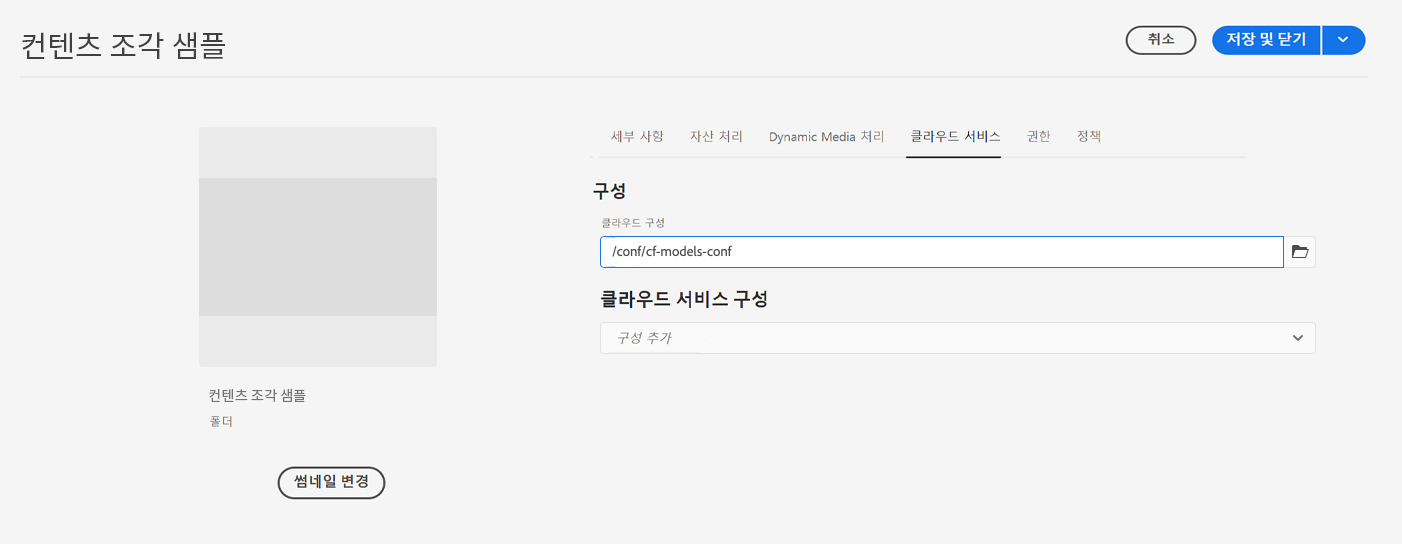 컨텐츠 조각 샘플
취소
저장 및 닫기
세부 사항 자산 처리 Dynamic Media 처리 클라우드 서비스 권한 정책
구성
클라우드 구성
/conf/cf-models-conf
클라우드 서비스 구성
구성 추가
컨텐츠 조각 샘플
폴더
썸네일 변경